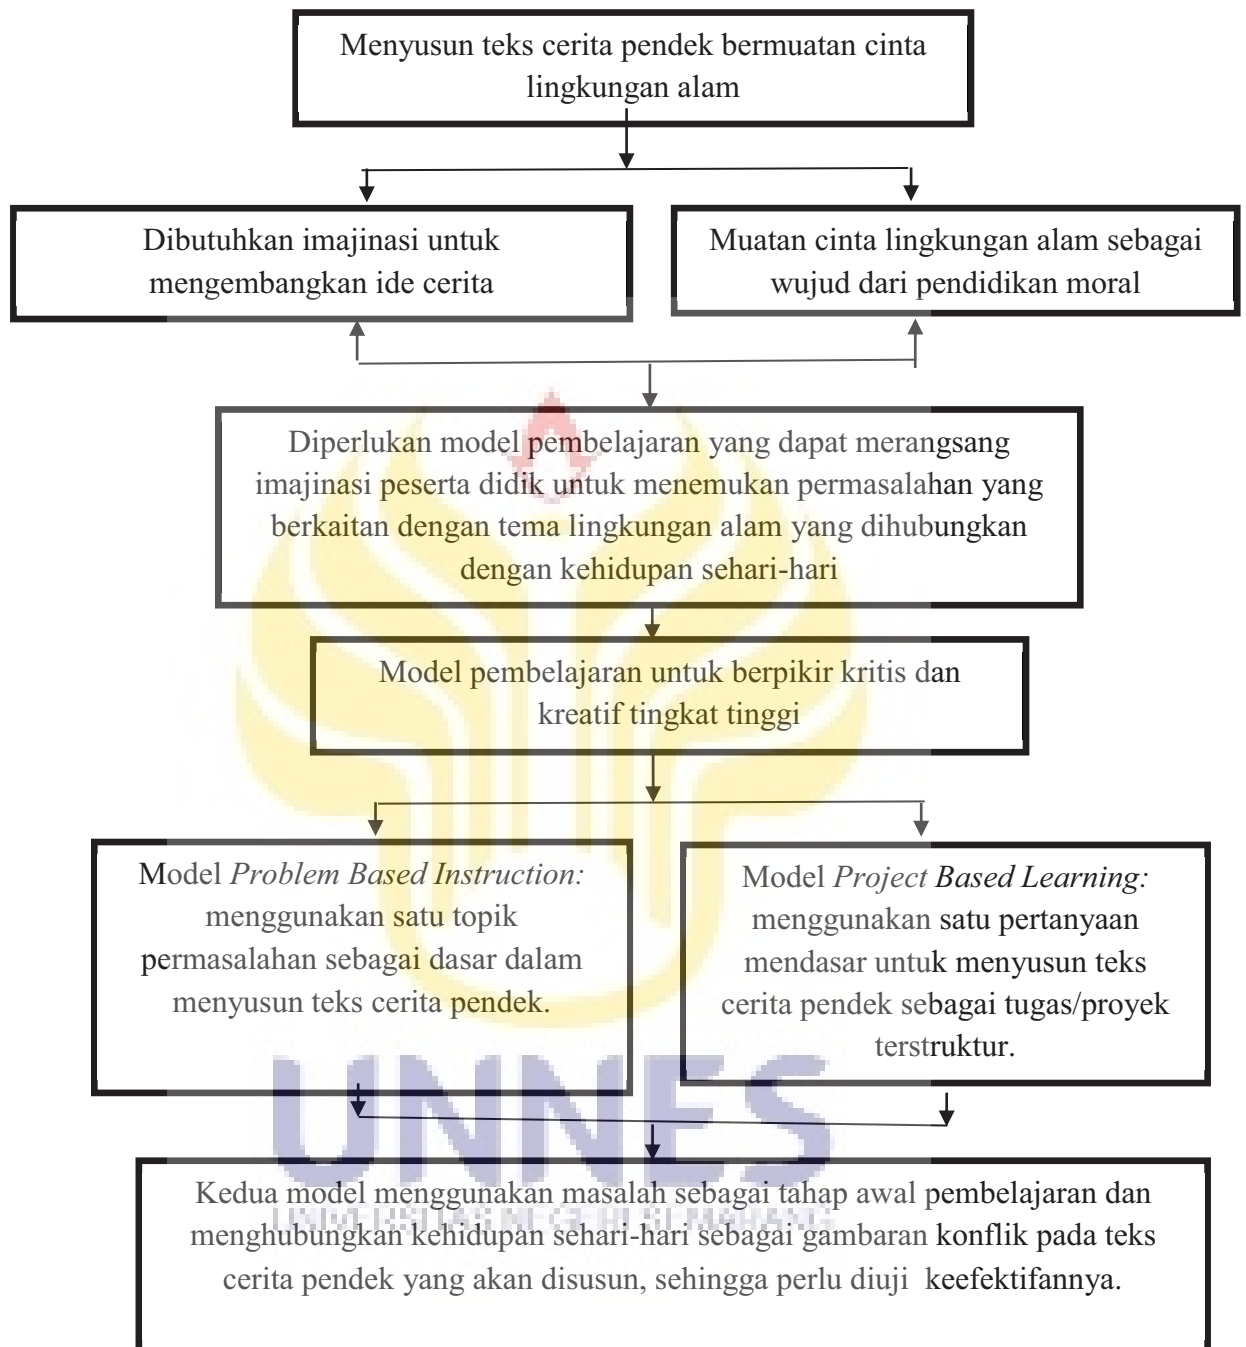 Menyusun teks cerita pendek bermuatan cinta
lingkungan alam
Dibutuhkan imajinasi untuk
mengembangkan ide cerita
Muatan cinta lingkungan alam sebagai
wujud dari pendidikan moral
Diperlukan model pembelajaran yang dapat merangsang
imajinasi peserta didik untuk menemukan permasalahan yang
berkaitan dengan tema lingkungan alam yang dihubungkan
dengan kehidupan sehari-hari
Model pembelajaran untuk berpikir kritis dan
kreatif tingkat tinggi
Model Problem Based Instruction:
menggunakan satu topik
permasalahan sebagai dasar dalam
menyusun teks cerita pendek.
Model Project Based Learning:
menggunakan satu pertanyaan
mendasar untuk menyusun teks
cerita pendek sebagai tugas/proyek
terstruktur.
UNNES
Kedua model menggunakan masalah sebagai tahap awal pembelajaran dan
UNIVERSITAS NEGERI SEMARANG
menghubungkan kehidupan sehari-hari sebagai gambaran konflik pada teks
cerita pendek yang akan disusun, sehingga perlu diuji keefektifannya.